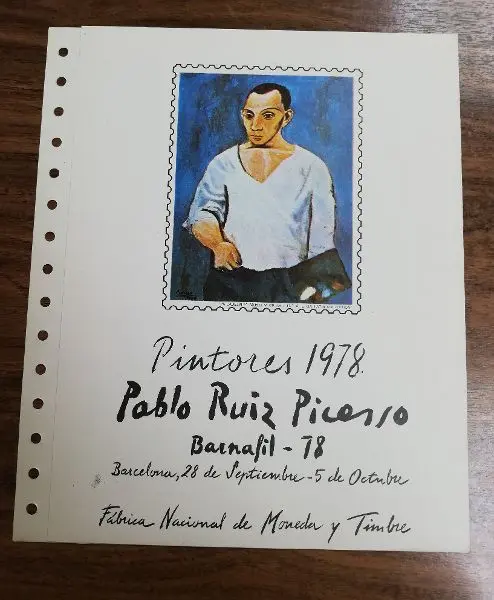 Pintores 1978.
Pablo Ruiz Picasso
Barnafil - 78
Barcelona, 28 de Septiembre - 5 de Octubre
Fábrica Nacional de Moneda y Timbre